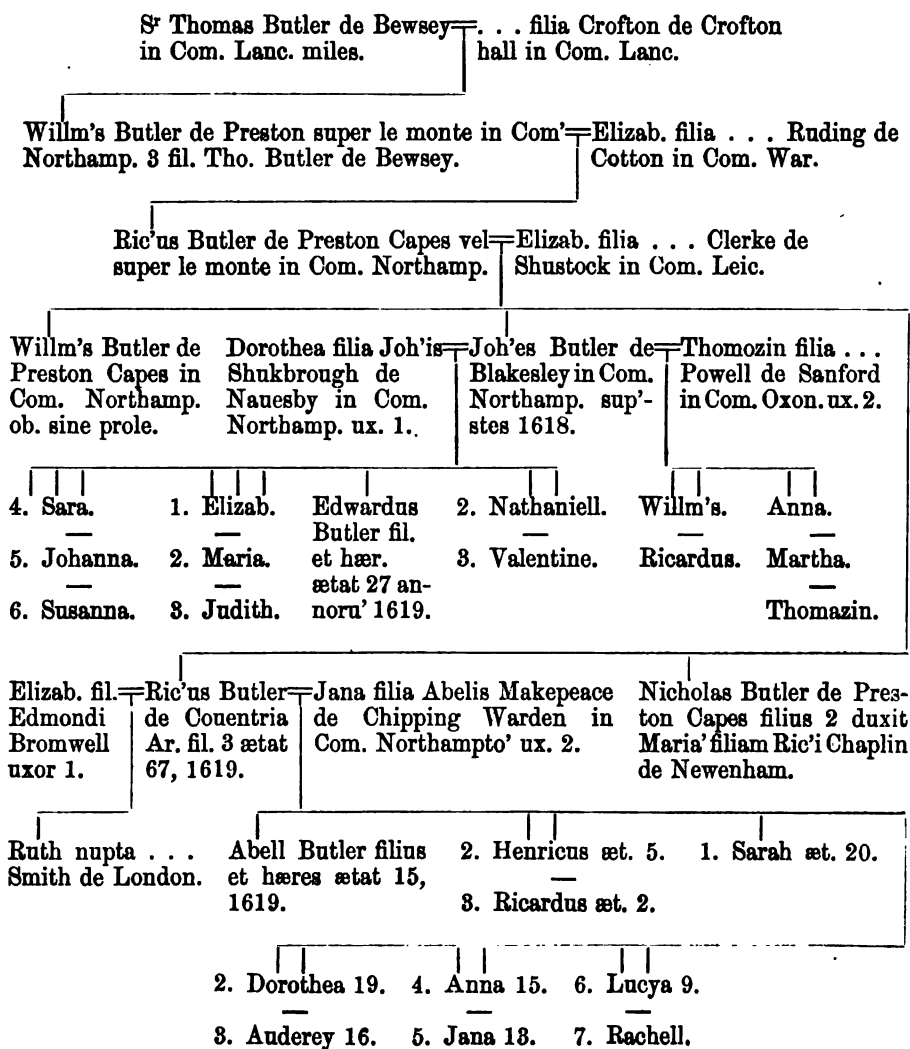 Sr Thomas Butler de Bewsey . . . filia Crofton de Crofton
in Com. Lanc. miles. hall in Com. Lanc.
Willm's Butler de Preston super le monte in Com' Elizab. filia . . . Ruding de
Northamp. 3 fil. Tho. Butler de Bewsey. Cotton in Com. War.
Ric'us Butler de Preston Capes vel Elizab. filia . . . Clerke de
super le monte in Com. Northamp. Shustock in Com. Leic.
Willm's Butler de
Preston Capes in
Com. Northamp.
ob. sine prole.
Dorothea filia Joh'is
Shukbrough de
Nauesby in Com.
Northamp. ux. 1.
Joh'es Butler de
Blakesley in Com.
Northamp. sup'-
stes 1618.
Thomozin filia . . .
Powell de Sanford
in Com. Oxon. ux. 2.
4. Sara.
5. Johanna.
6. Susanna.
1. Elizab.
2. Maria.
3. Judith.
Edwardus
Butler fil.
et hær.
ætat 27 an-
noru' 1619.
2. Nathaniell.
3. Valentine.
Willm's.
Ricardus.
Anna.
Martha.
Thomazin.
Elizab. fil.
Edmondi
Bromwell
uxor 1.
Ric'us Butler
de Couentria
Ar. fil. 3 ætat
67, 1619.
Jana filia Abelis Makepeace
de Chipping Warden in
Com. Northampto' ux. 2.
Nicholas Butler de Pres-
ton Capes filius 2 duxit
Maria' filiam Ric'i Chaplin
de Newenham.
Ruth nupta . . .
Smith de London.
Abell Butler filius
et hæres ætat 15,
1619.
2. Henricus æt. 5.
3. Ricardus æt. 2.
1. Sarah æt. 20.
2. Dorothea 19.
3. Auderey 16.
4. Anna 15.
5. Jana 13.
6. Lucya 9.
7. Rachell.